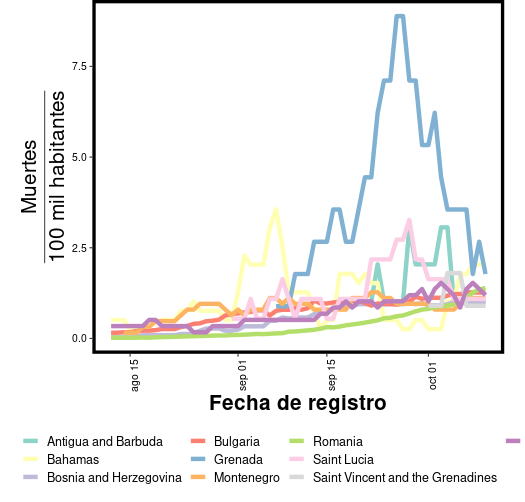 Muertes
100 mil habitantes
7.5
5.0
2.5
0.0
ago 15
sep 01
sep 15
oct 01
Fecha de registro
Antigua and Barbuda
Bulgaria
Romania
Bahamas
Grenada
Saint Lucia
Bosnia and Herzegovina
Montenegro
Saint Vincent and the Grenadines